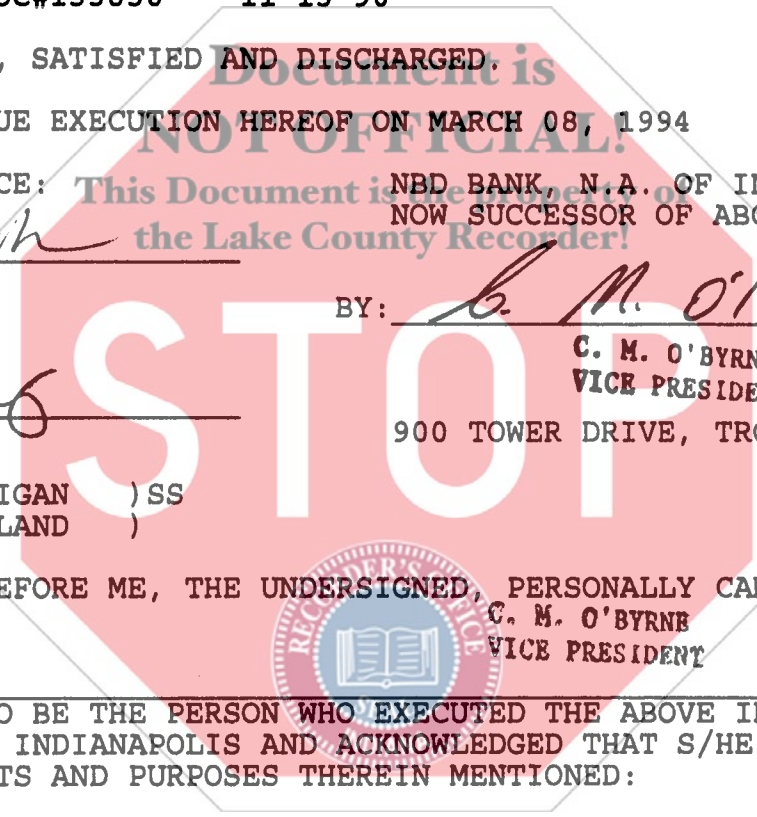 , SATISFIED AND DISCHARGED.
Document is
UE EXECUTION HEREOF ON MARCH 08, 1994
NOT OFFICIAL!
CE:
This Document is the property of
NBD BANK, N.A. OF
NOW SUCCESSOR OF
the Lake County Recorder!
BY: C. M. O'
C. M. O'BYRN
VICE PRESIDE
STOP
900 TOWER DRIVE,
IGAN )SS
LAND )
EFORE ME, THE UNDERSIGNED, PERSONALLY
RECORDER'S OFFICE
C. M. O'BYRNE
VICE PRESIDENT
O BE THE PERSON WHO EXECUTED THE ABOVE
INDIANAPOLIS AND ACKNOWLEDGED THAT S/HE
TS AND PURPOSES THEREIN MENTIONED: